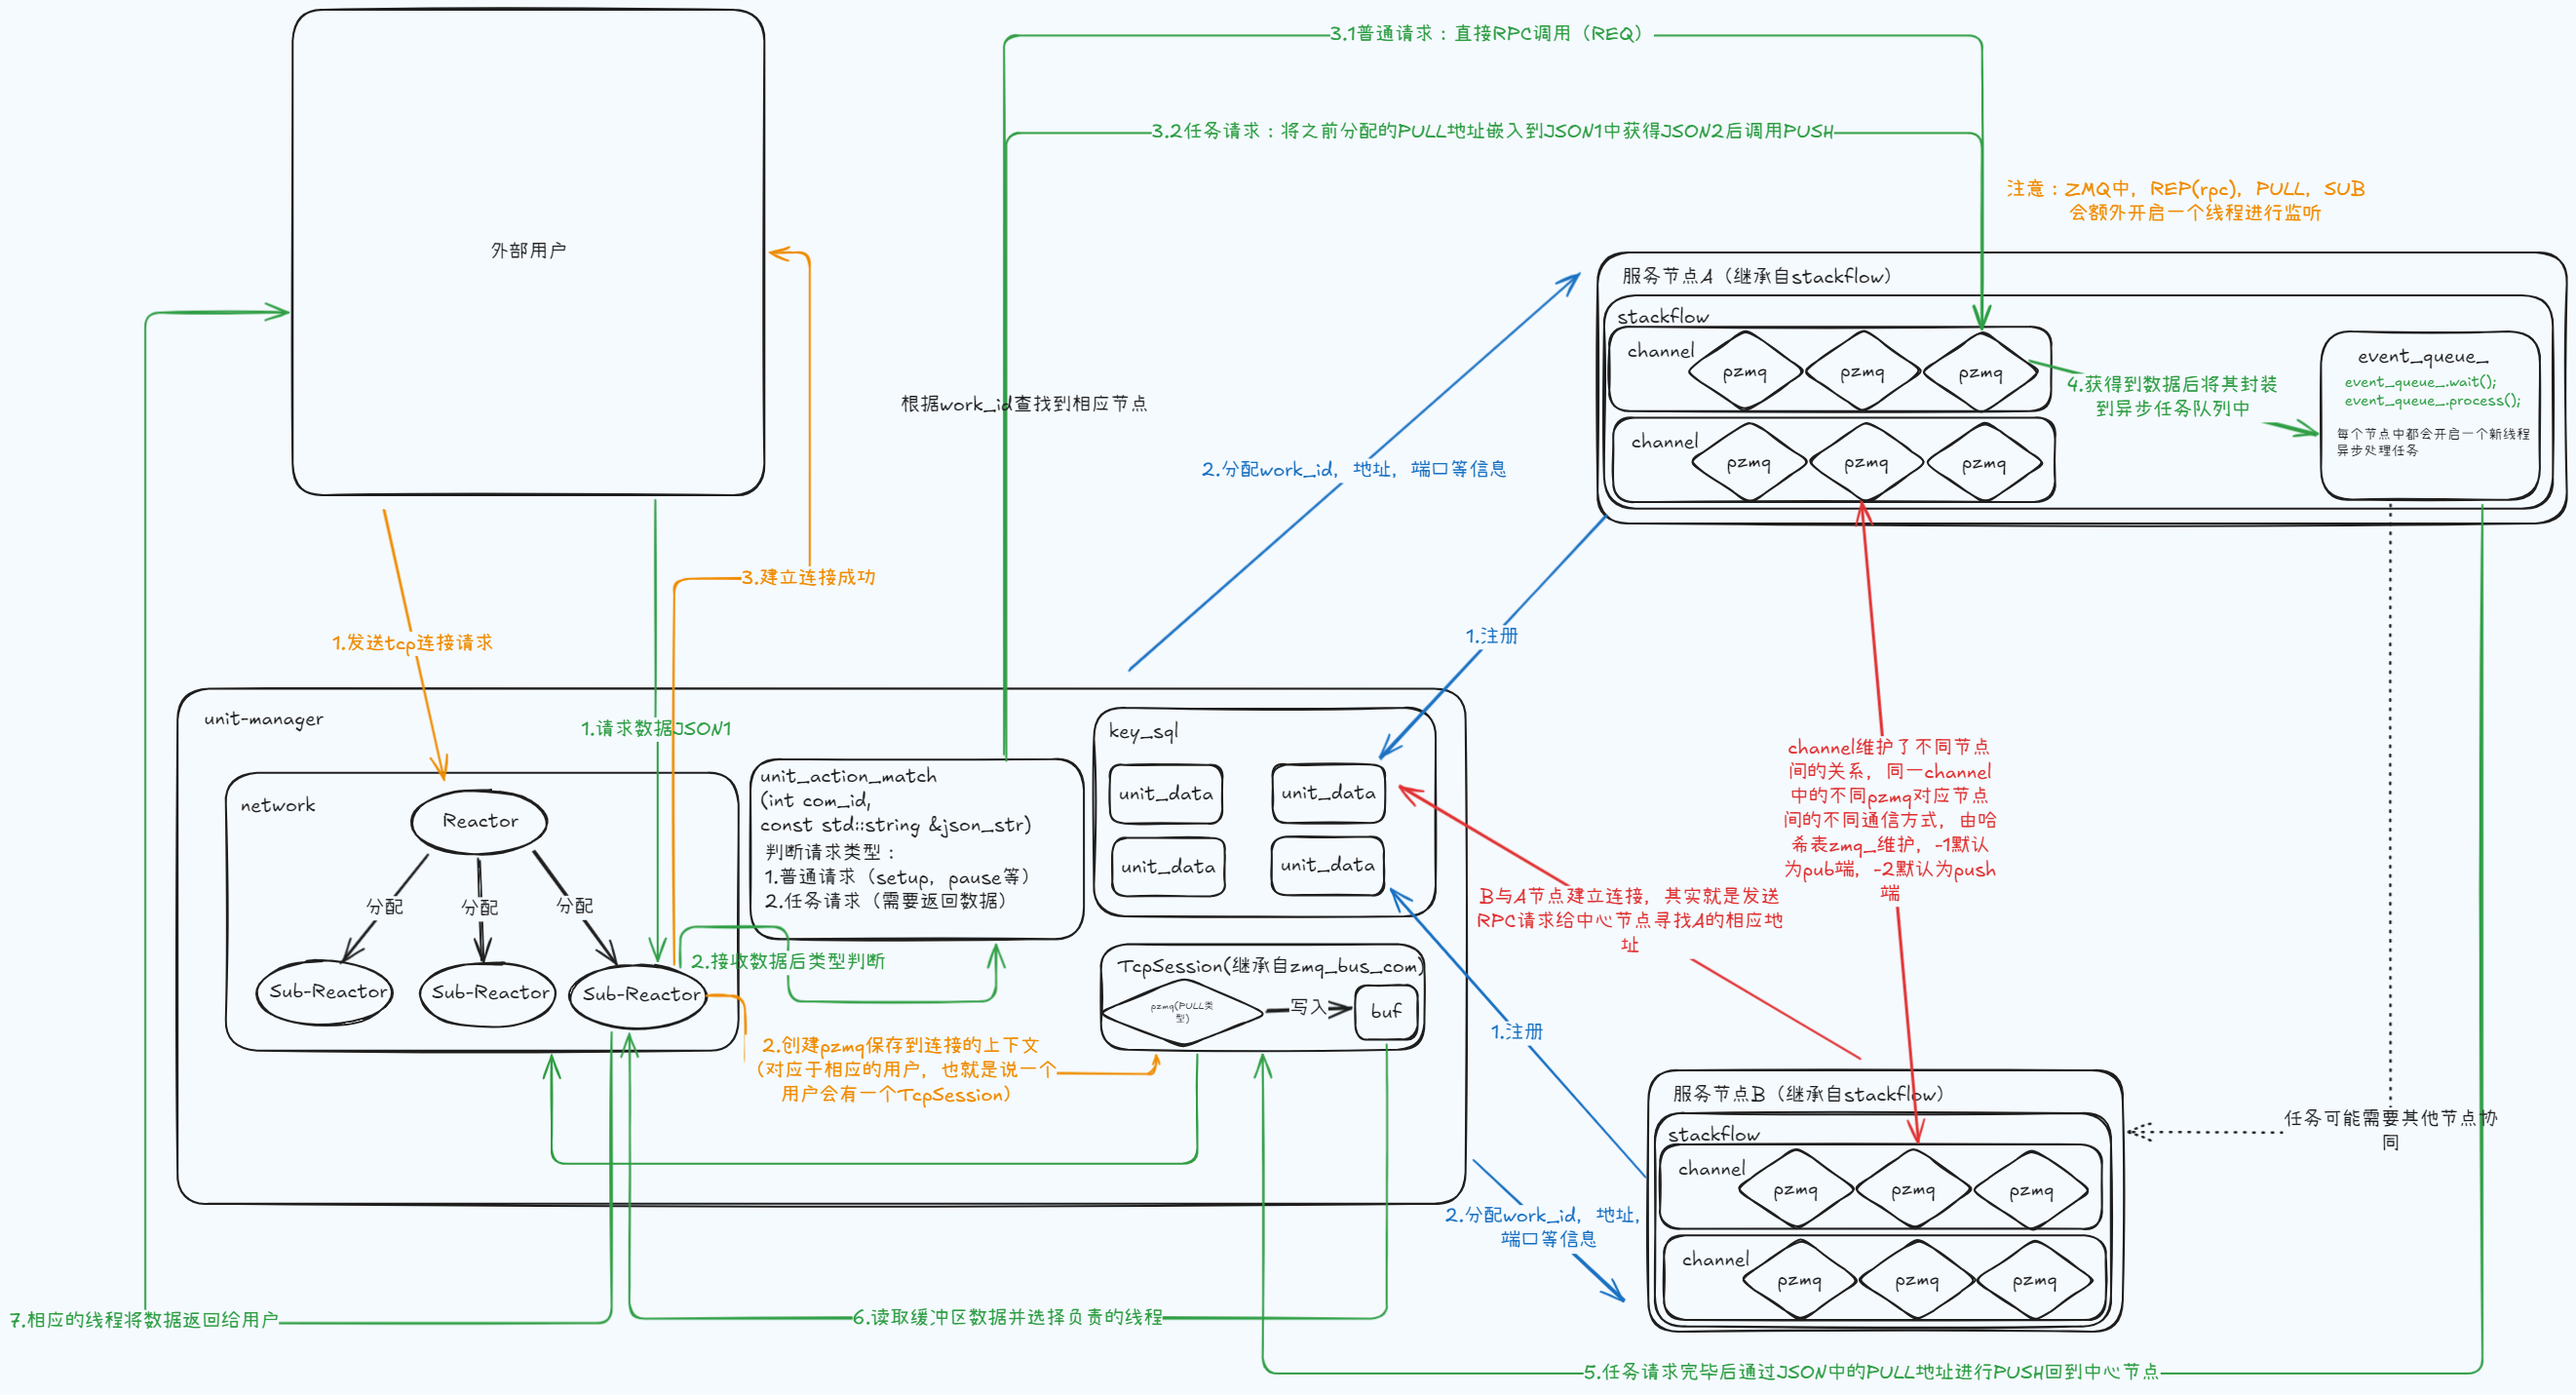 3.1普通请求：直接RPC调用（REQ）
3.2任务请求：将之前分配的PULL地址嵌入到JSON1中获得JSON2后调用PUSH
注意：ZMQ中，REP(rpc)，PULL，SUB
会额外开启一个线程进行监听
外部用户
服务节点A（继承自stackflow）
stackflow
channel
pzmq
pzmq
pzmq
channel
pzmq
pzmq
pzmq
4.获得到数据后将其封装
到异步任务队列中
event_queue_
event_queue_.wait();
event_queue_.process();
每个节点中都会开启一个新线程
异步处理任务
根据work_id查找到相应节点
2.分配work_id，地址，端口等信息
3.建立连接成功
1.发送tcp连接请求
1.注册
unit-manager
1.请求数据JSON1
network
Reactor
分配
分配
分配
Sub-Reactor
Sub-Reactor
Sub-Reactor
unit_action_match
(int com_id,
const std::string &json_str)
判断请求类型：
1.普通请求（setup，pause等）
2.任务请求（需要返回数据）
key_sql
unit_data
unit_data
unit_data
unit_data
channel维护了不同节点
间的关系，同一channel
中的不同pzmq对应节点
间的不同通信方式，由哈
希表zmq_维护，-1默认
为pub端，-2默认为push
端
B与A节点建立连接，其实就是发送
RPC请求给中心节点寻找A的相应地
址
2.接收数据后类型判断
TcpSession(继承自zmq_bus_com)
pzmq(PULL类
型)
写入
buf
2.创建pzmq保存到连接的上下文
（对应于相应的用户，也就是说一个
用户会有一个TcpSession）
1.注册
服务节点B（继承自stackflow）
stackflow
channel
pzmq
pzmq
pzmq
channel
pzmq
pzmq
pzmq
任务可能需要其他节点协
同
2.分配work_id，地址，
端口等信息
7.相应的线程将数据返回给用户
6.读取缓冲区数据并选择负责的线程
5.任务请求完毕后通过JSON中的PULL地址进行PUSH回到中心节点